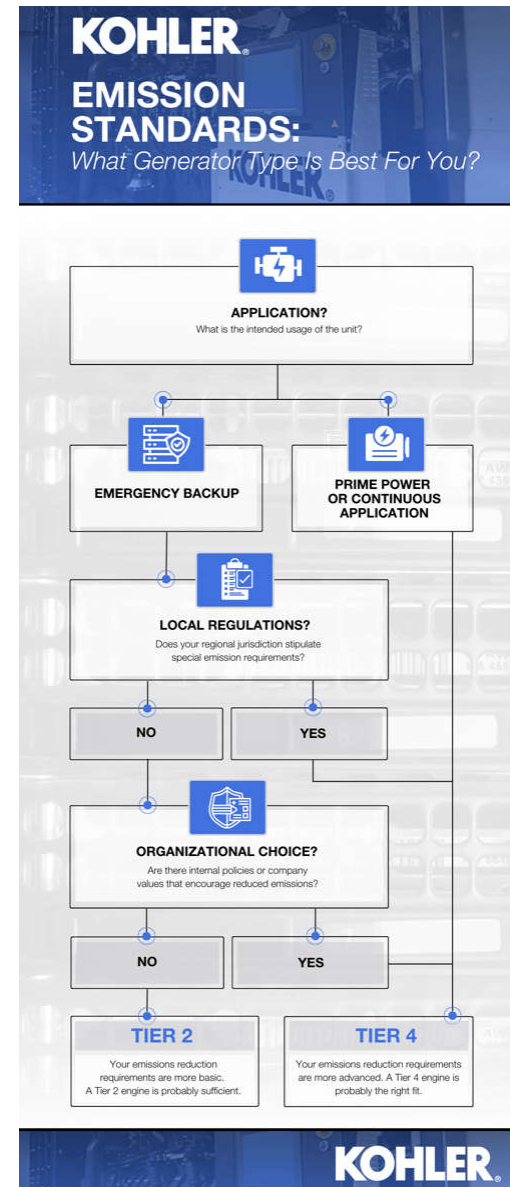 KOHLER®
EMISSION
STANDARDS:
What Generator Type Is Best For You?
KOHLER®
APPLICATION?
What is the intended usage of the unit?
EMERGENCY BACKUP
PRIME POWER
OR CONTINUOUS
APPLICATION
LOCAL REGULATIONS?
Does your regional jurisdiction stipulate
special emission requirements?
NO
YES
ORGANIZATIONAL CHOICE?
Are there internal policies or company
values that encourage reduced emissions?
NO
YES
TIER 2
Your emissions reduction
requirements are more basic.
A Tier 2 engine is probably sufficient.
TIER 4
Your emissions reduction requirements
are more advanced. A Tier 4 engine is
probably the right fit.
KOHLER®